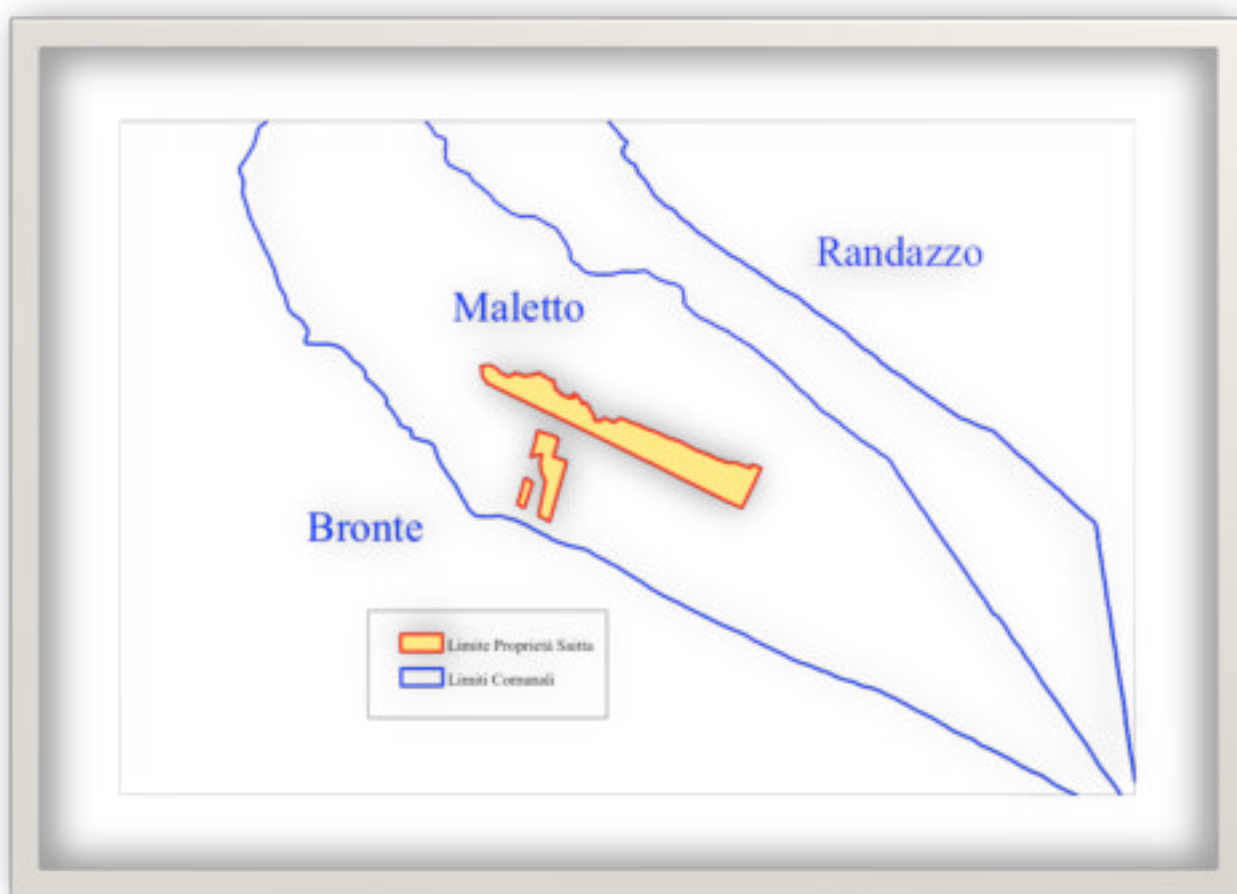 Randazzo
Maletto
Bronte
Limite Proprietà Saitta
Limiti Comunali